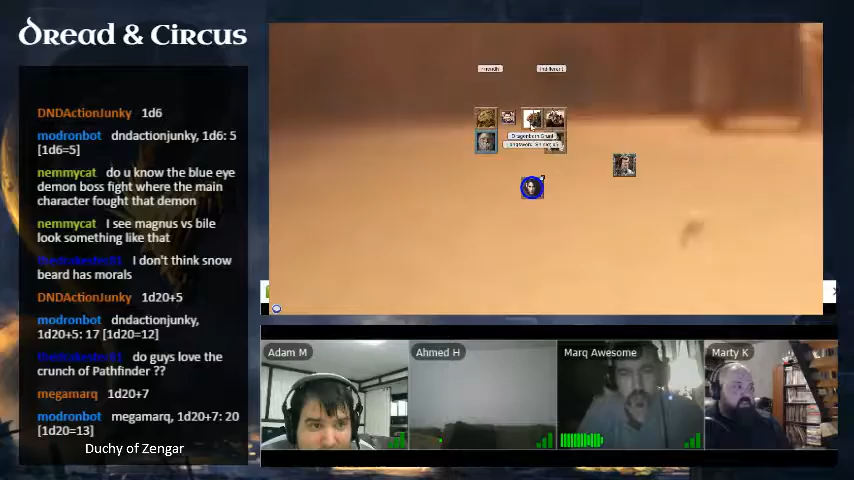 Dread & Circus
DNDActionJunky 1d6
modronbot dndactionjunky, 1d6: 5
[1d6=5]
nemmycat do u know the blue eye
demon boss fight where the main
character fought that demon
nemmycat I see magnus vs bile
look something like that
I don't think snow
beard has morals
DNDActionJunky 1d20+5
modronbot dndactionjunky,
1d20+5: 17 [1d20=12]
do guys love the
crunch of Pathfinder ??
megamarq 1d20+7
modronbot megamarq, 1d20+7: 20
[1d20=13]
Duchy of Zengar
Friendly
Indifferent
Adam M
Ahmed H
Marq Awesome
Marty K